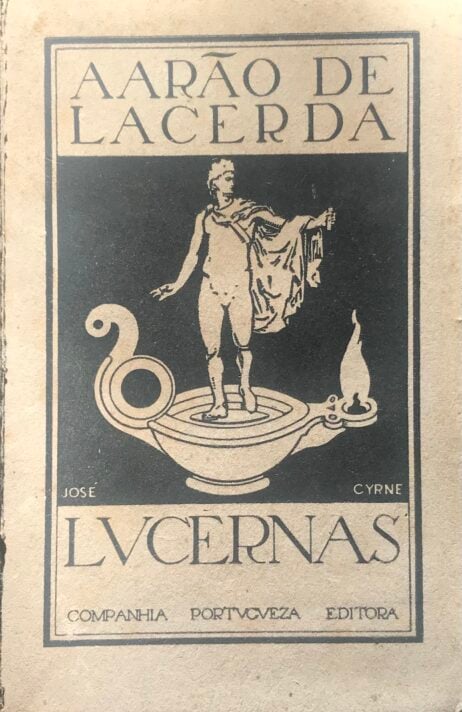 AARÃO DE
LACERDA
JOSÉ CYRNE
LVCERNAS
COMPANHIA PORTVGVEZA EDITORA